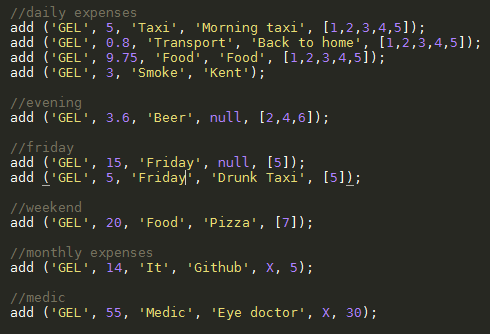 //daily expenses
add ('GEL', 5, 'Taxi', 'Morning taxi', [1,2,3,4,5]);
add ('GEL', 0.8, 'Transport', 'Back to home', [1,2,3,4,5]);
add ('GEL', 9.75, 'Food', 'Food', [1,2,3,4,5]);
add ('GEL', 3, 'Smoke', 'Kent');
//evening
add ('GEL', 3.6, 'Beer', null, [2,4,6]);
//friday
add ('GEL', 15, 'Friday', null, [5]);
add ('GEL', 5, 'Friday', 'Drunk Taxi', [5]);
//weekend
add ('GEL', 20, 'Food', 'Pizza', [7]);
//monthly expenses
add ('GEL', 14, 'It', 'Github', X, 5);
//medic
add ('GEL', 55, 'Medic', 'Eye doctor', X, 30);